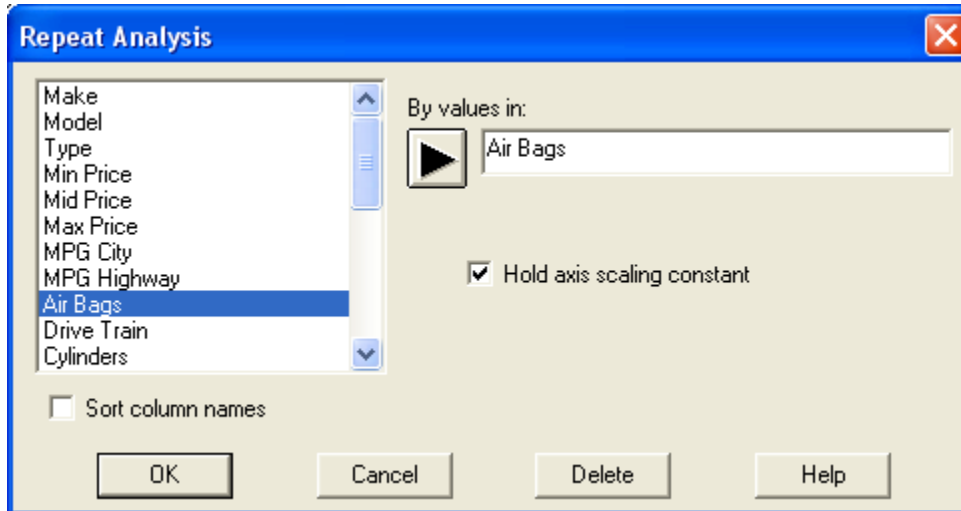 Repeat Analysis
Make
Model
Type
Min Price
Mid Price
Max Price
MPG City
MPG Highway
Air Bags
Drive Train
Cylinders
By values in:
Air Bags
Hold axis scaling constant
Sort column names
OK
Cancel
Delete
Help